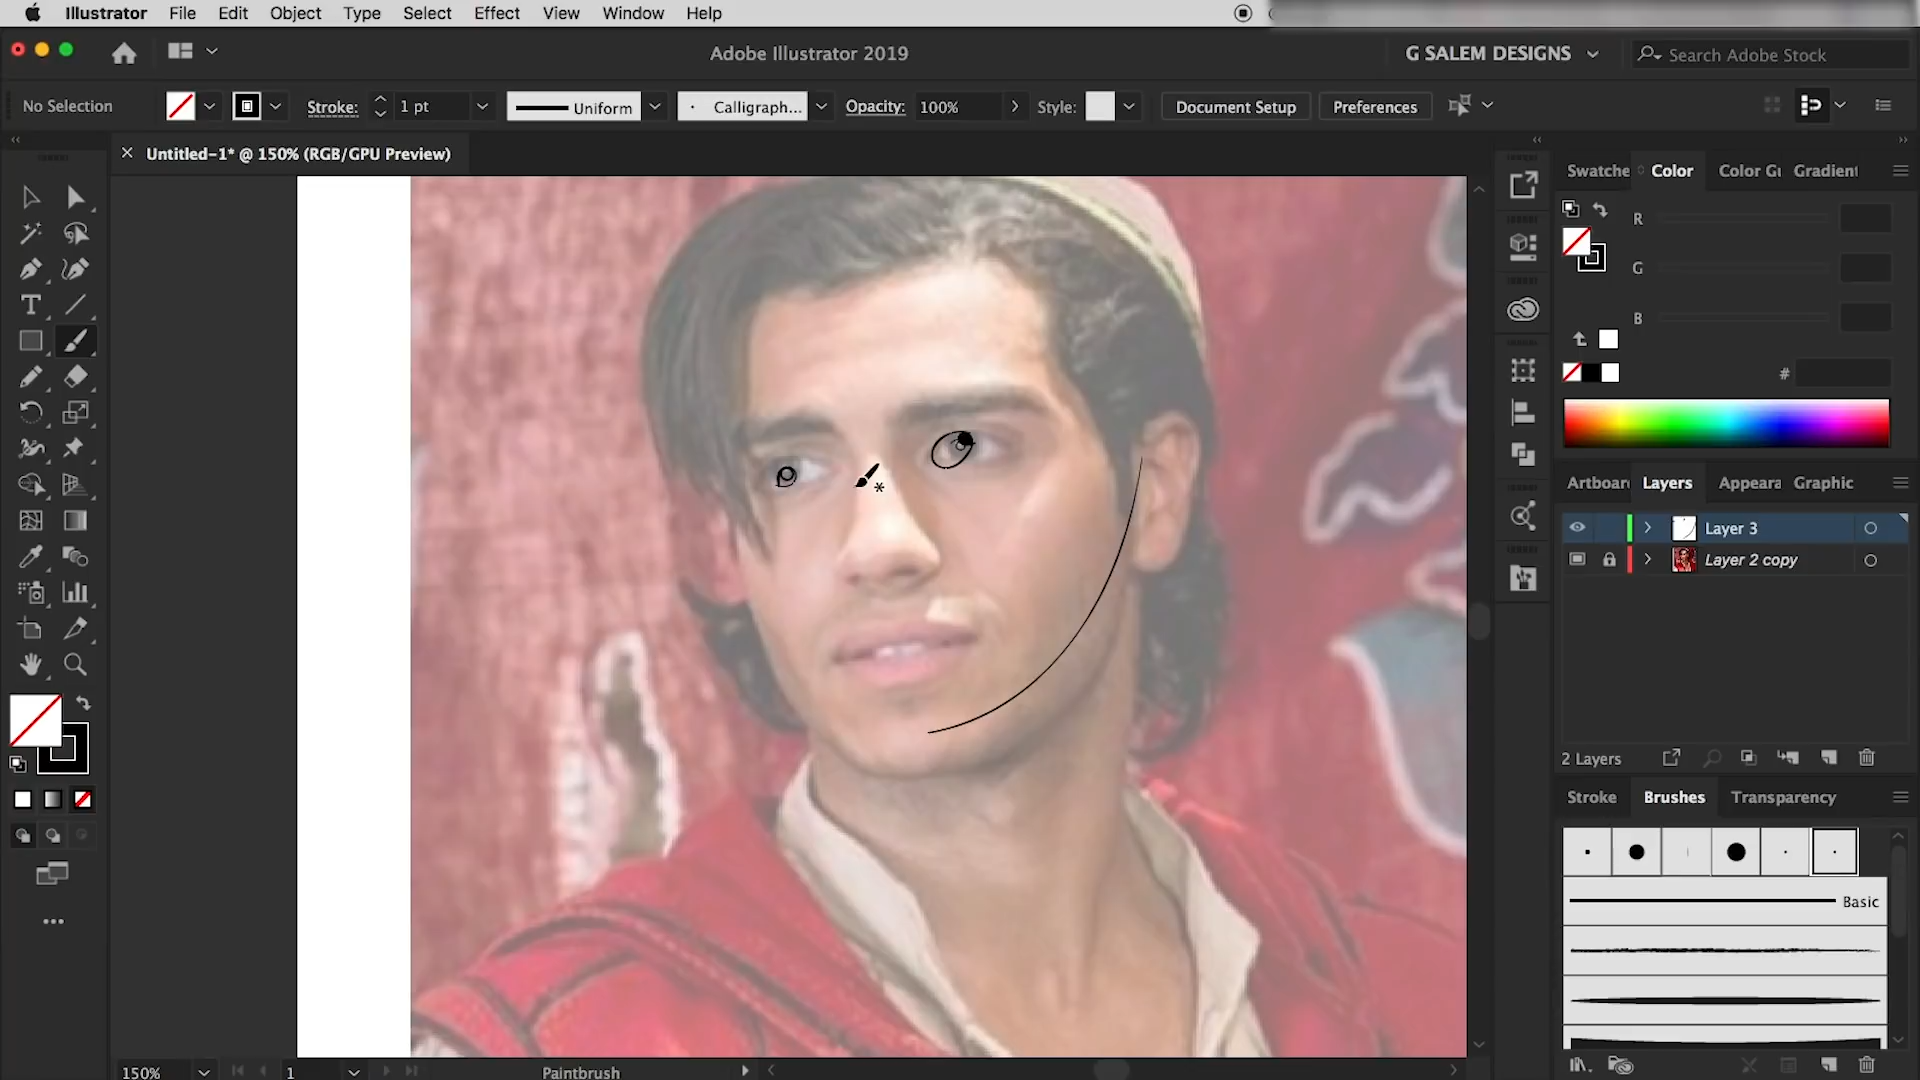 Illustrator File Edit Object Type Select Effect View Window Help
Adobe Illustrator 2019
G SALEM DESIGNS
Search Adobe Stock
No Selection
Stroke: 1 pt
Uniform
Calligraph...
Opacity: 100%
Style:
Document Setup
Preferences
Untitled-1* @ 150% (RGB/GPU Preview)
Swatche Color Color Gu Gradient
R
G
B
#
Artboar Layers Appeara Graphic
Layer 3
Layer 2 copy
2 Layers
Stroke Brushes Transparency
Basic
150%
1
Paintbrush